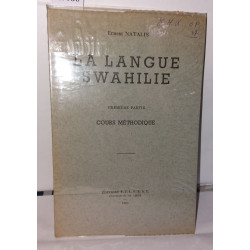 Ernest NATALIS
LA LANGUE
SWAHILIE
PREMIÈRE PARTIE
COURS MÉTHODIQUE